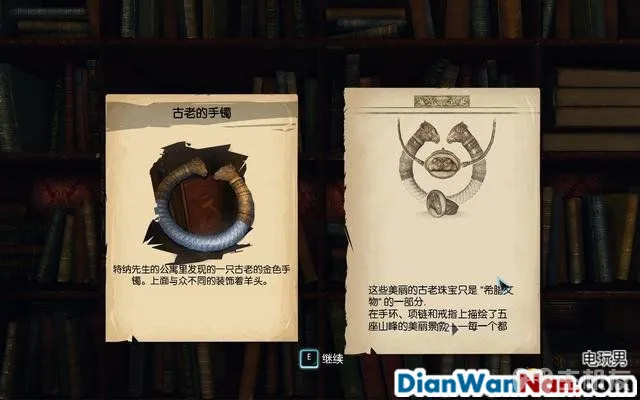 古老的手镯
特纳先生的公寓里发现的一只古老的金色手
镯。上面与众不同的装饰着羊头。
这些美丽的古老珠宝只是 "希腊文
物" 的一部分.
在手环、项链和戒指上描绘了五
座山峰的美丽景
一每一个都
E 继续
电玩男
DianWanNan.com